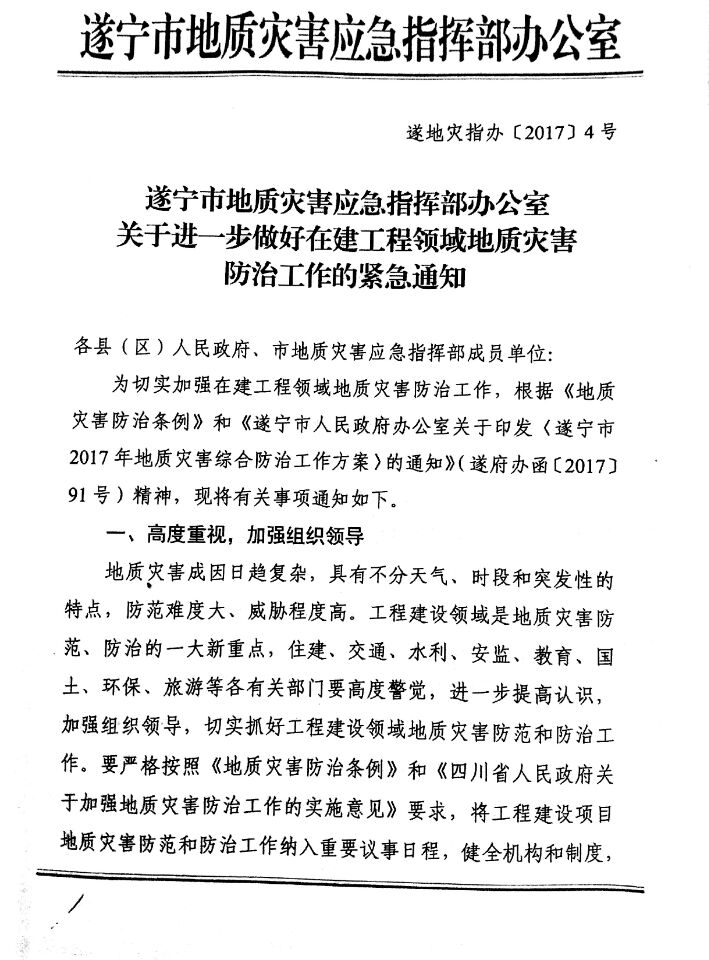 遂宁市地质灾害应急指挥部办公室
遂地灾指办〔2017〕4号
遂宁市地质灾害应急指挥部办公室
关于进一步做好在建工程领域地质灾害
防治工作的紧急通知
各县（区）人民政府、市地质灾害应急指挥部成员单位：
为切实加强在建工程领域地质灾害防治工作，根据《地质
灾害防治条例》和《遂宁市人民政府办公室关于印发〈遂宁市
2017年地质灾害综合防治工作方案〉的通知》（遂府办函〔2017〕
91号）精神，现将有关事项通知如下。
一、高度重视，加强组织领导
地质灾害成因日趋复杂，具有不分天气、时段和突发性的
特点，防范难度大、威胁程度高。工程建设领域是地质灾害防
范、防治的一大新重点，住建、交通、水利、安监、教育、国
土、环保、旅游等各有关部门要高度警觉，进一步提高认识，
加强组织领导，切实抓好工程建设领域地质灾害防范和防治工
作。要严格按照《地质灾害防治条例》和《四川省人民政府关
于加强地质灾害防治工作的实施意见》要求，将工程建设项目
地质灾害防范和防治工作纳入重要议事日程，健全机构和制度，